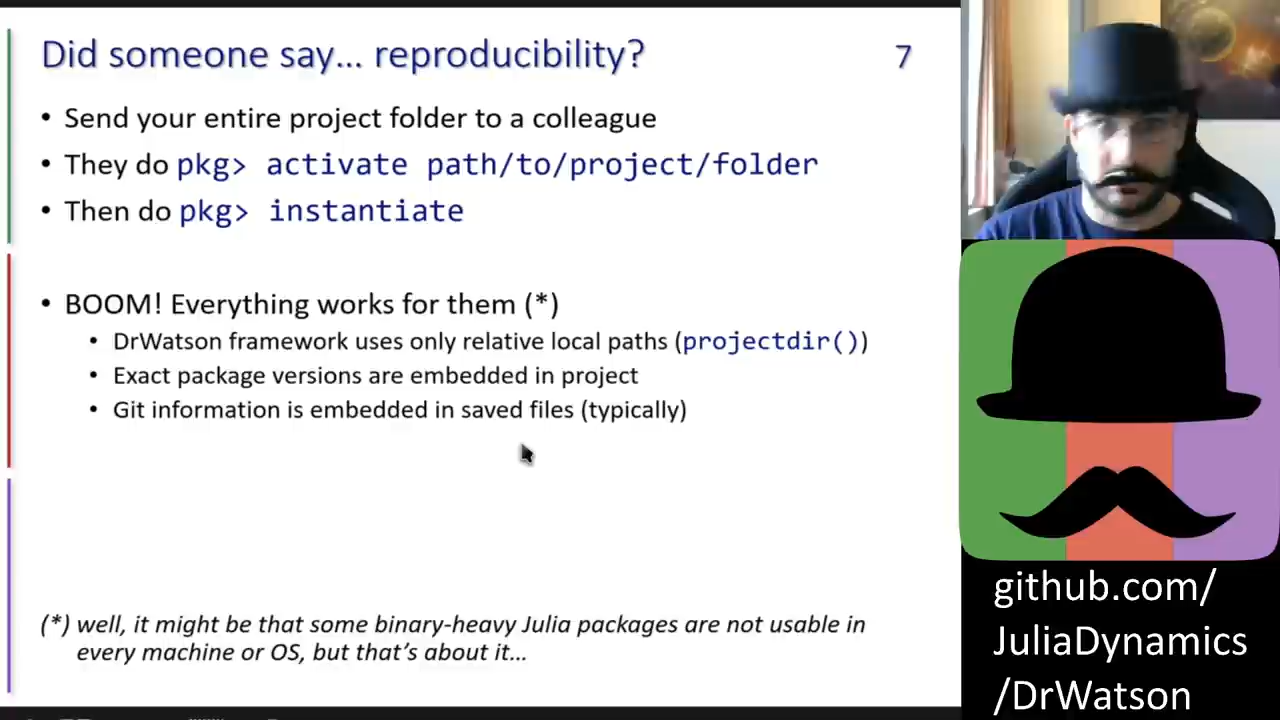 Did someone say... reproducibility?
7
• Send your entire project folder to a colleague
• They do pkg> activate path/to/project/folder
• Then do pkg> instantiate
• BOOM! Everything works for them (*)
• DrWatson framework uses only relative local paths (projectdir())
• Exact package versions are embedded in project
• Git information is embedded in saved files (typically)
(*) well, it might be that some binary-heavy Julia packages are not usable in
every machine or OS, but that's about it...
github.com/
JuliaDynamics
/DrWatson